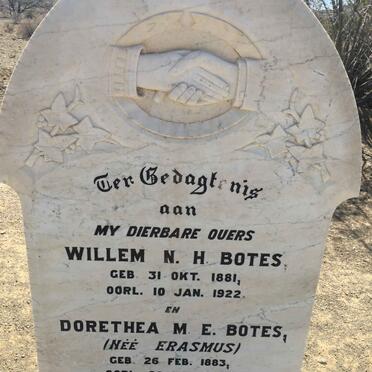 Ter Gedagtenis
aan
MY DIERBARE OUERS
WILLEM N. H. BOTES,
GEB. 31 OKT. 1881,
OORL. 10 JAN. 1922.
EN
DORETHEA M. E. BOTES,
(NÉÉ ERASMUS)
GEB. 26 FEB. 1883,